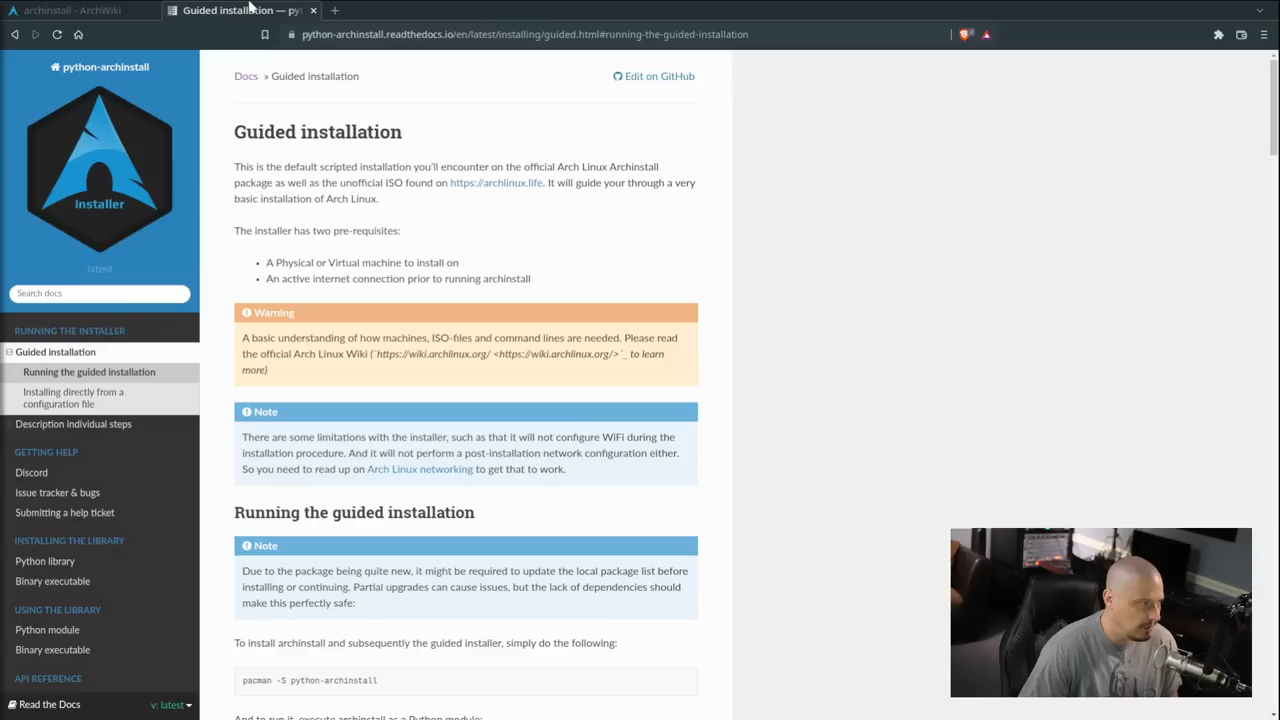 archinstall - ArchWiki
Guided installation — pyt
python-archinstall.readthedocs.io/en/latest/installing/guided.html#running-the-guided-installation
python-archinstall
Installer
latest
Search docs
RUNNING THE INSTALLER
Guided installation
Running the guided installation
Installing directly from a
configuration file
Description individual steps
GETTING HELP
Discord
Issue tracker & bugs
Submitting a help ticket
INSTALLING THE LIBRARY
Python library
Binary executable
USING THE LIBRARY
Python module
Binary executable
API REFERENCE
Read the Docs
v: latest
Docs » Guided installation
Edit on GitHub
Guided installation
This is the default scripted installation you'll encounter on the official Arch Linux Archinstall
package as well as the unofficial ISO found on https://archlinux.life. It will guide your through a very
basic installation of Arch Linux.
The installer has two pre-requisites:
• A Physical or Virtual machine to install on
• An active internet connection prior to running archinstall
Warning
A basic understanding of how machines, ISO-files and command lines are needed. Please read
the official Arch Linux Wiki (`https://wiki.archlinux.org/ <https://wiki.archlinux.org/>`_ to learn
more)
Note
There are some limitations with the installer, such as that it will not configure WiFi during the
installation procedure. And it will not perform a post-installation network configuration either.
So you need to read up on Arch Linux networking to get that to work.
Running the guided installation
Note
Due to the package being quite new, it might be required to update the local package list before
installing or continuing. Partial upgrades can cause issues, but the lack of dependencies should
make this perfectly safe:
To install archinstall and subsequently the guided installer, simply do the following:
pacman -S python-archinstall
And to run it, execute archinstall as a Python module: